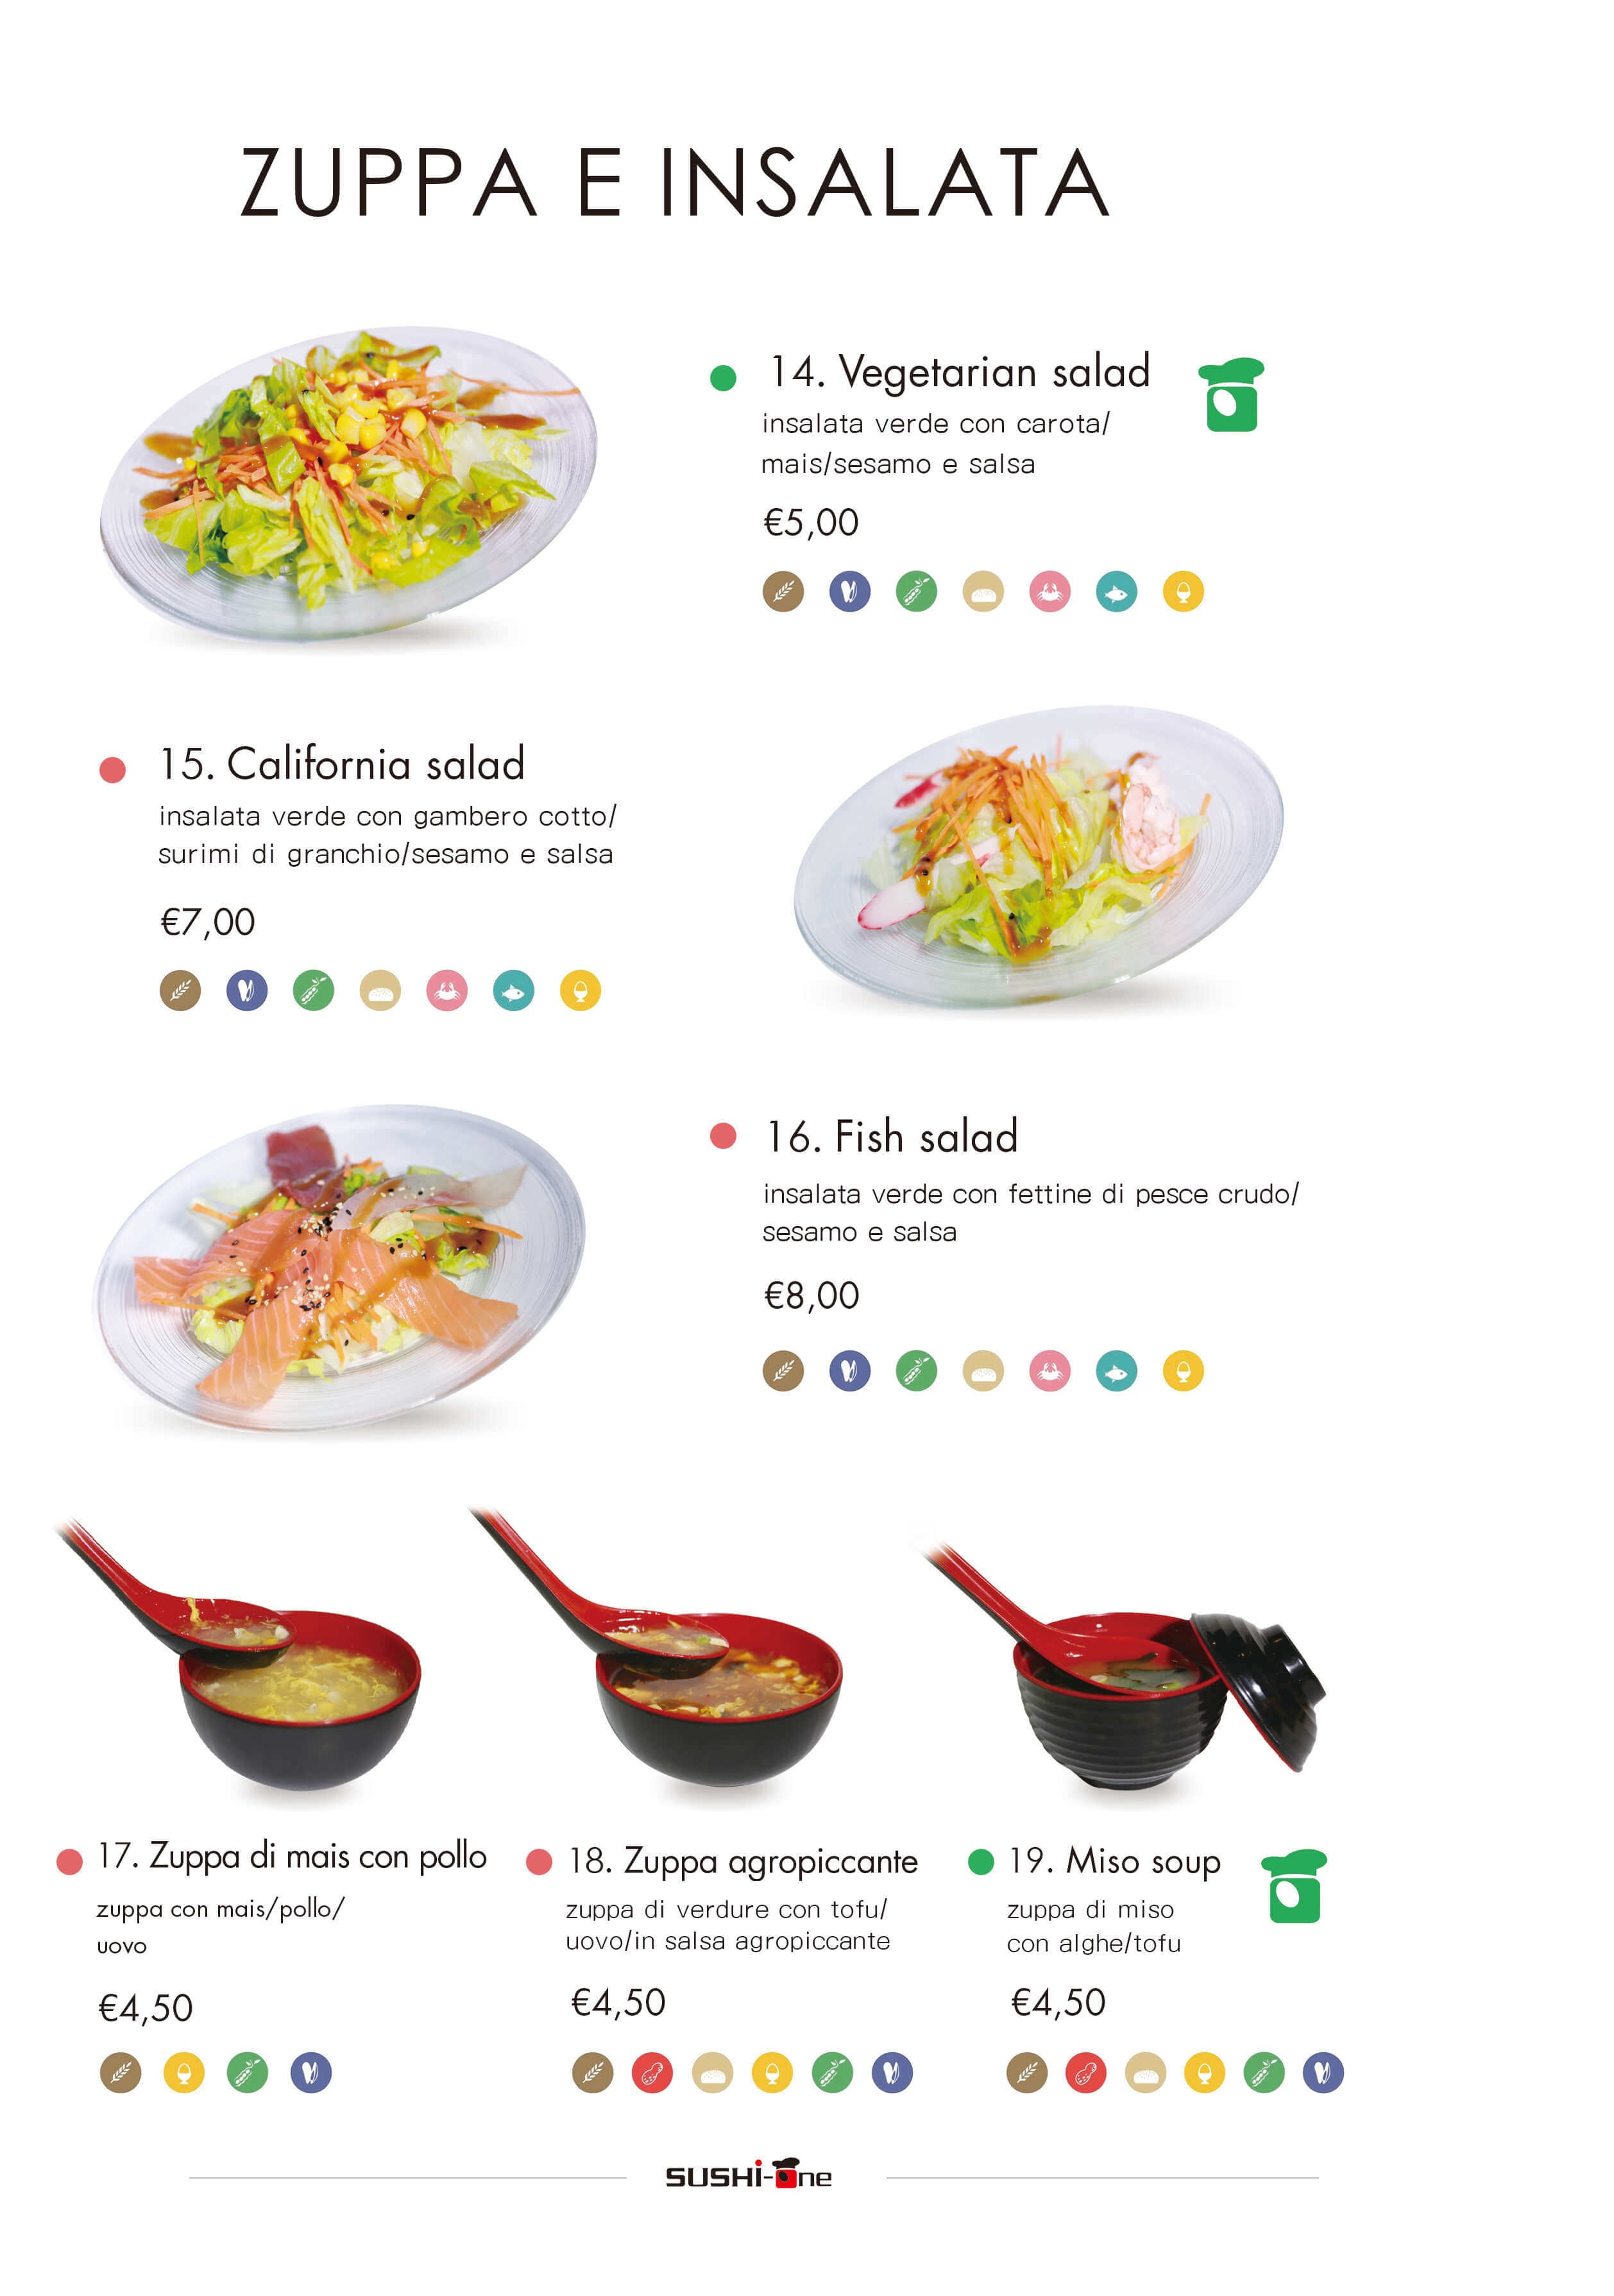 ZUPPA E INSALATA
14. Vegetarian salad
insalata verde con carota/
mais/sesamo e salsa
€5,00
15. California salad
insalata verde con gambero cotto/
surimi di granchio/sesamo e salsa
€7,00
16. Fish salad
insalata verde con fettine di pesce crudo/
sesamo e salsa
€8,00
17. Zuppa di mais con pollo
zuppa con mais/pollo/
uovo
€4,50
18. Zuppa agropiccante
zuppa di verdure con tofu/
uovo/in salsa agropiccante
€4,50
19. Miso soup
zuppa di miso
con alghe/tofu
€4,50
SUSHi-One